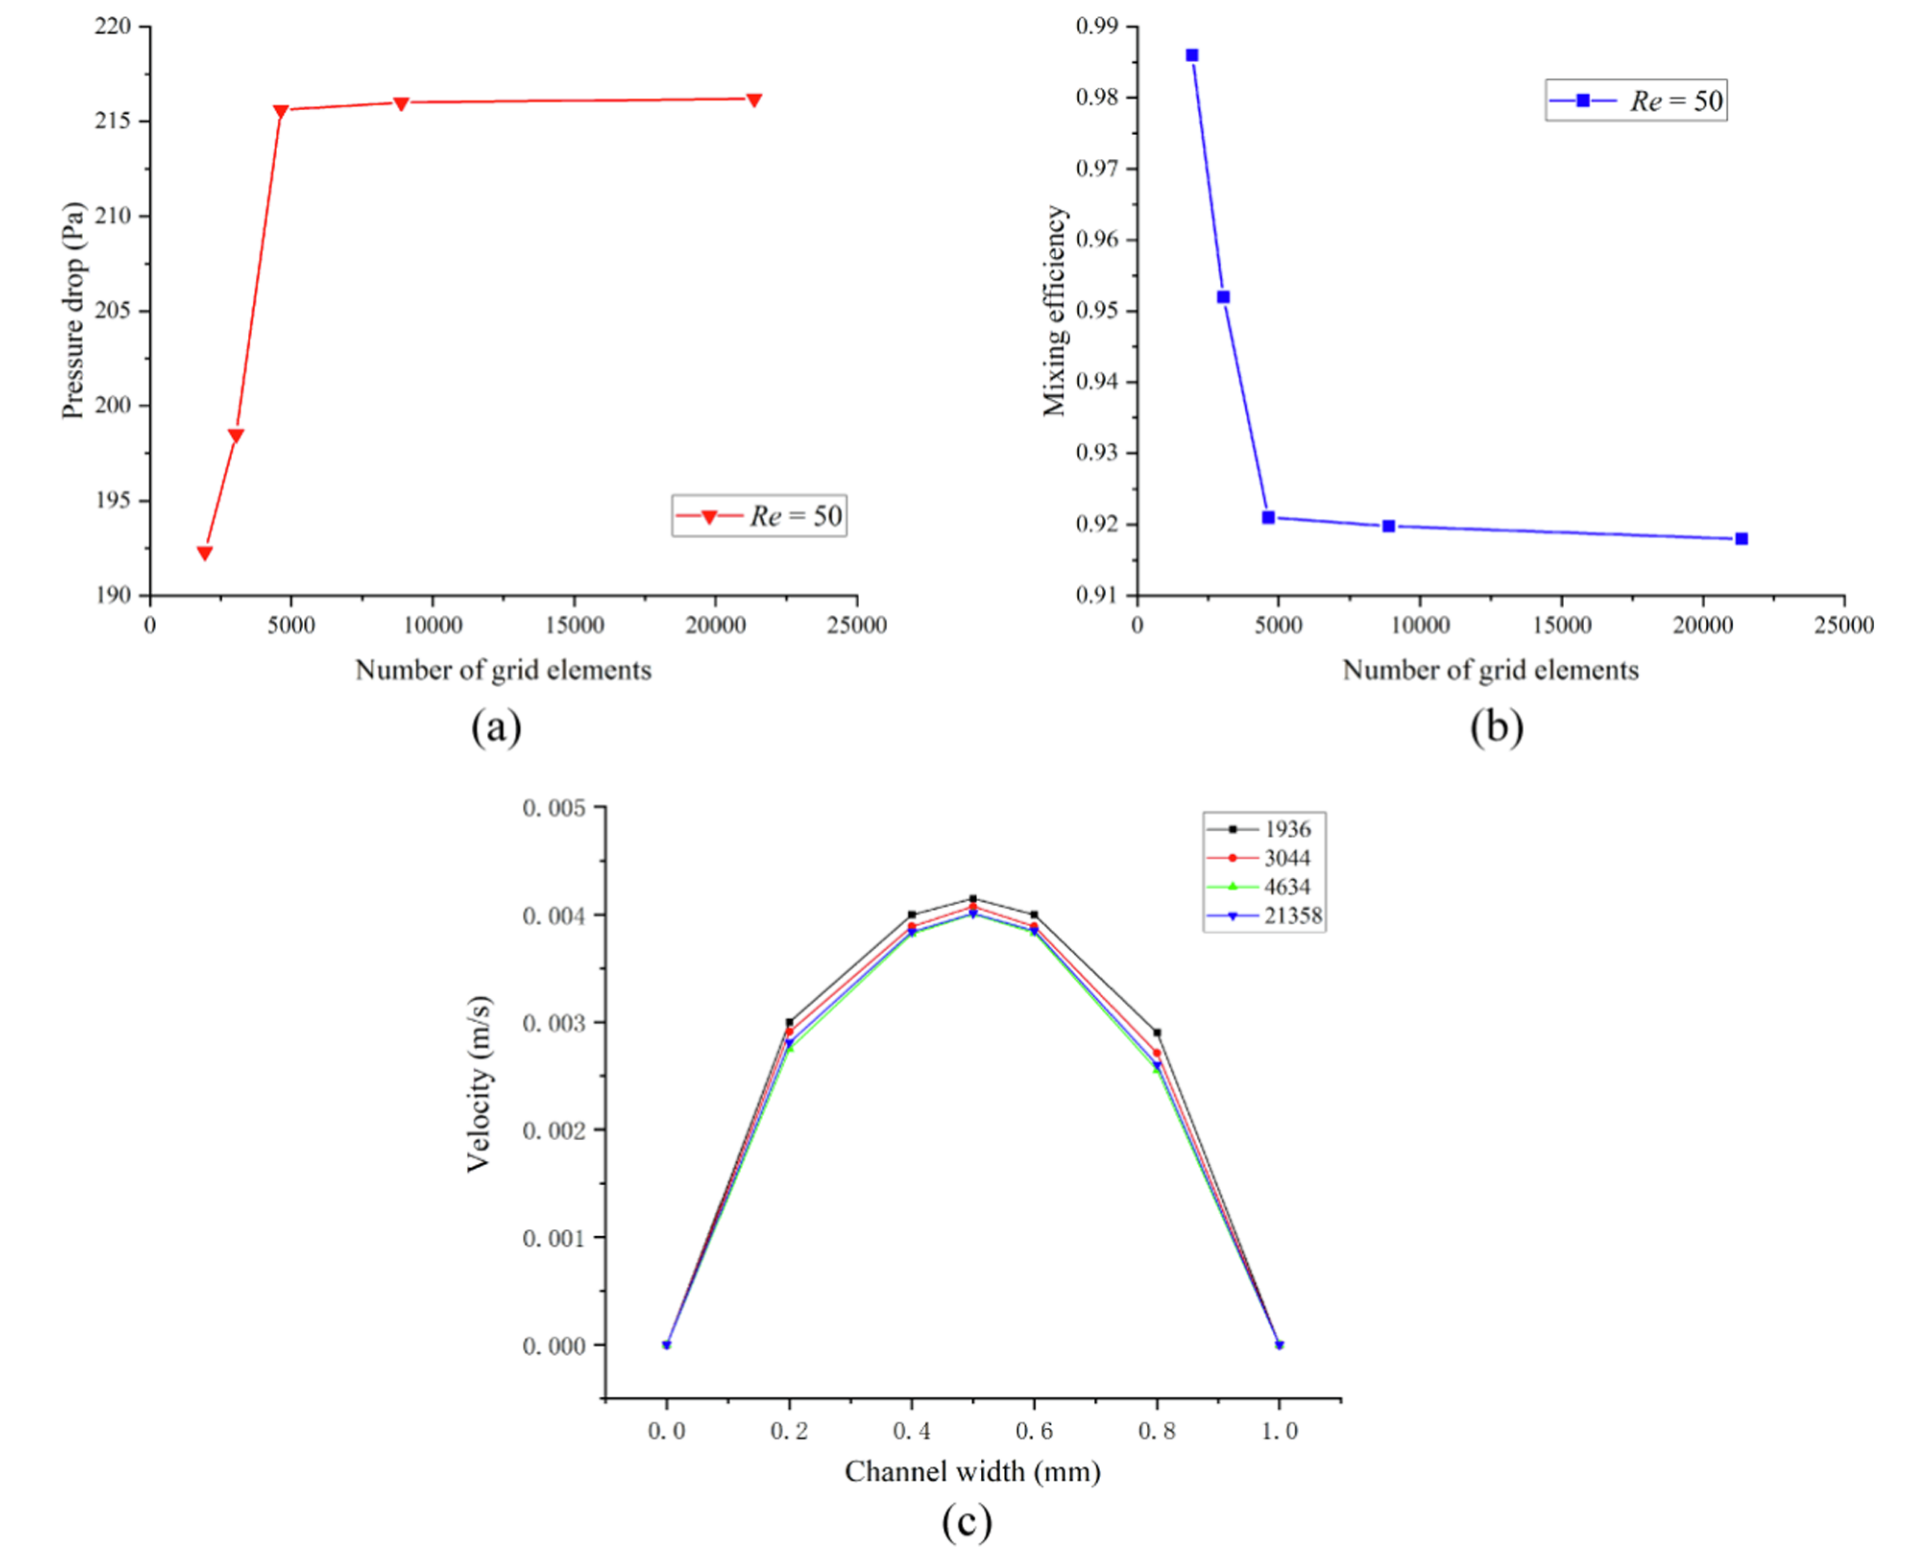 220
215
210
205
200
195
190
Pressure drop (Pa)
Re = 50
0 5000 10000 15000 20000 25000
Number of grid elements
(a)
0.99
0.98
0.97
0.96
0.95
0.94
0.93
0.92
0.91
Mixing efficiency
Re = 50
0 5000 10000 15000 20000 25000
Number of grid elements
(b)
0.005
0.004
0.003
0.002
0.001
0.000
Velocity (m/s)
1936
3044
4634
21358
0.0 0.2 0.4 0.6 0.8 1.0
Channel width (mm)
(c)